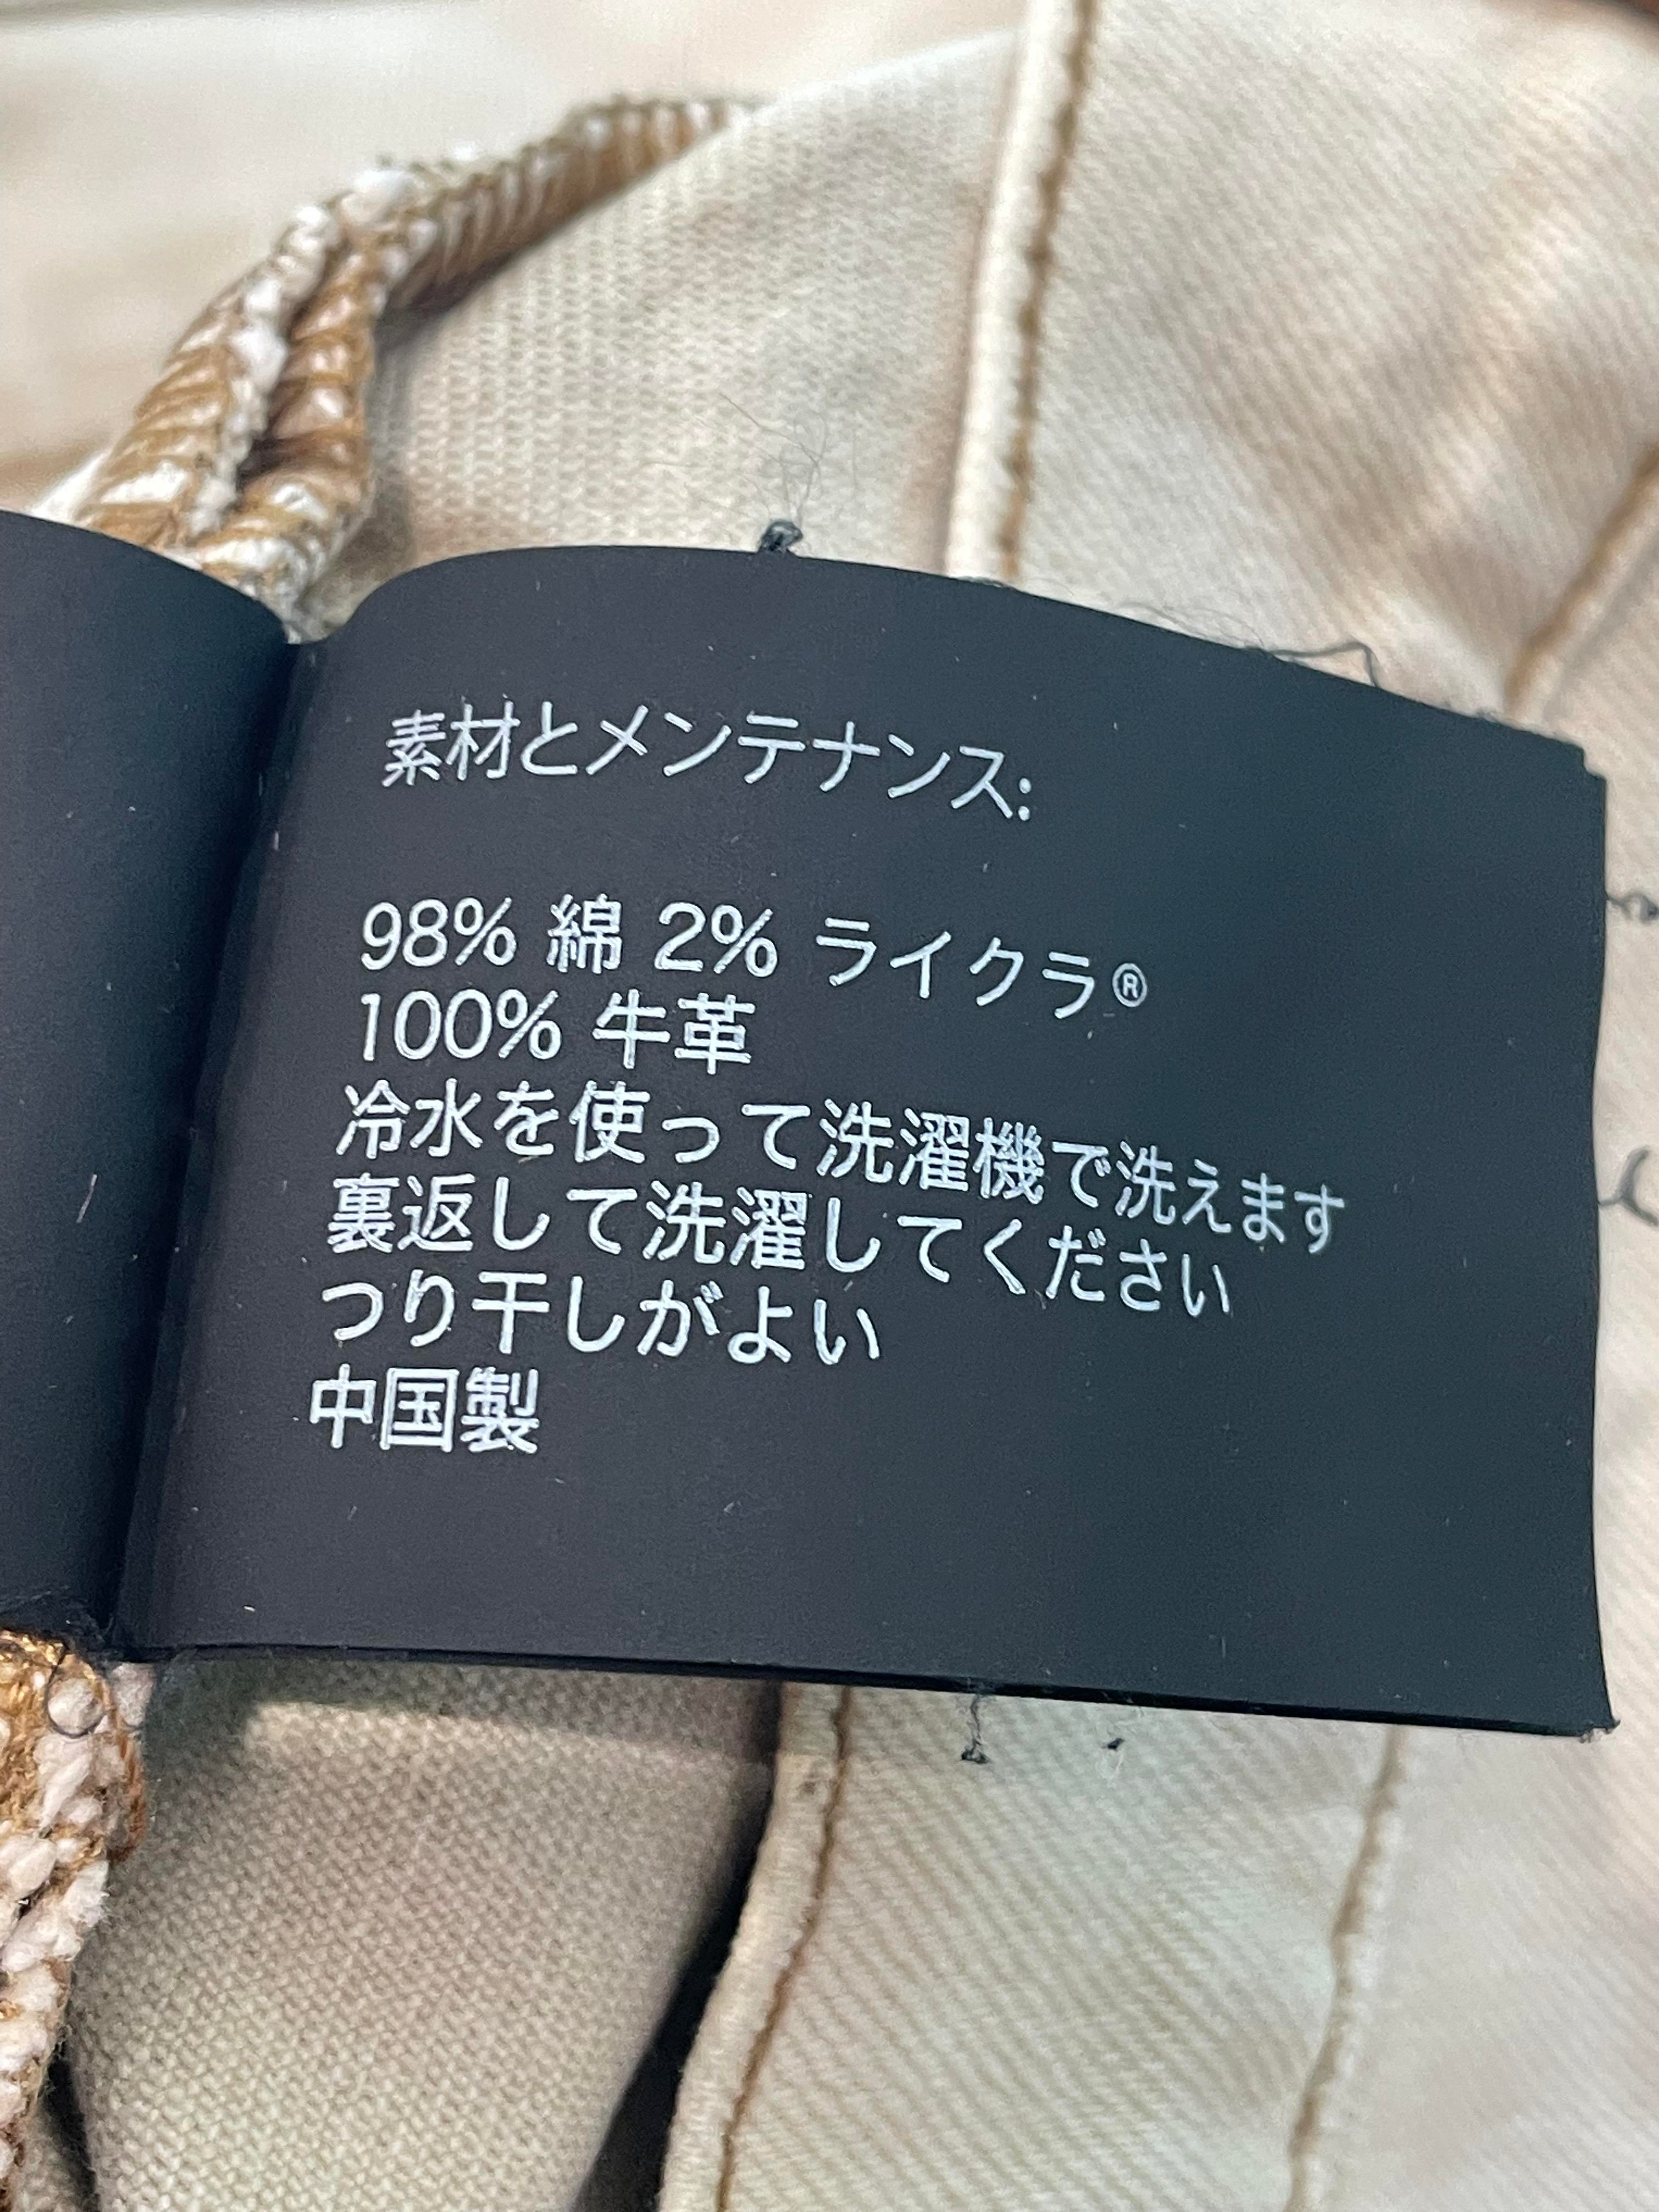 素材とメンテナンス:
98% 綿 2% ライクラ®
100% 牛革
冷水を使って洗濯機で洗えます
裏返して洗濯してください
つり干しがよい
中国製